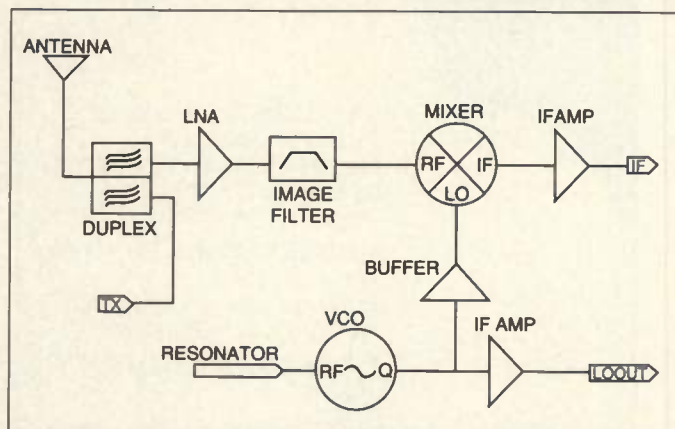 ANTENNA
LNA
MIXER
IFAMP
RF
IF
LO
IF
IMAGE
FILTER
DUPLEX
TX
BUFFER
VCO
IF AMP
RESONATOR
RF
Q
LOOUT